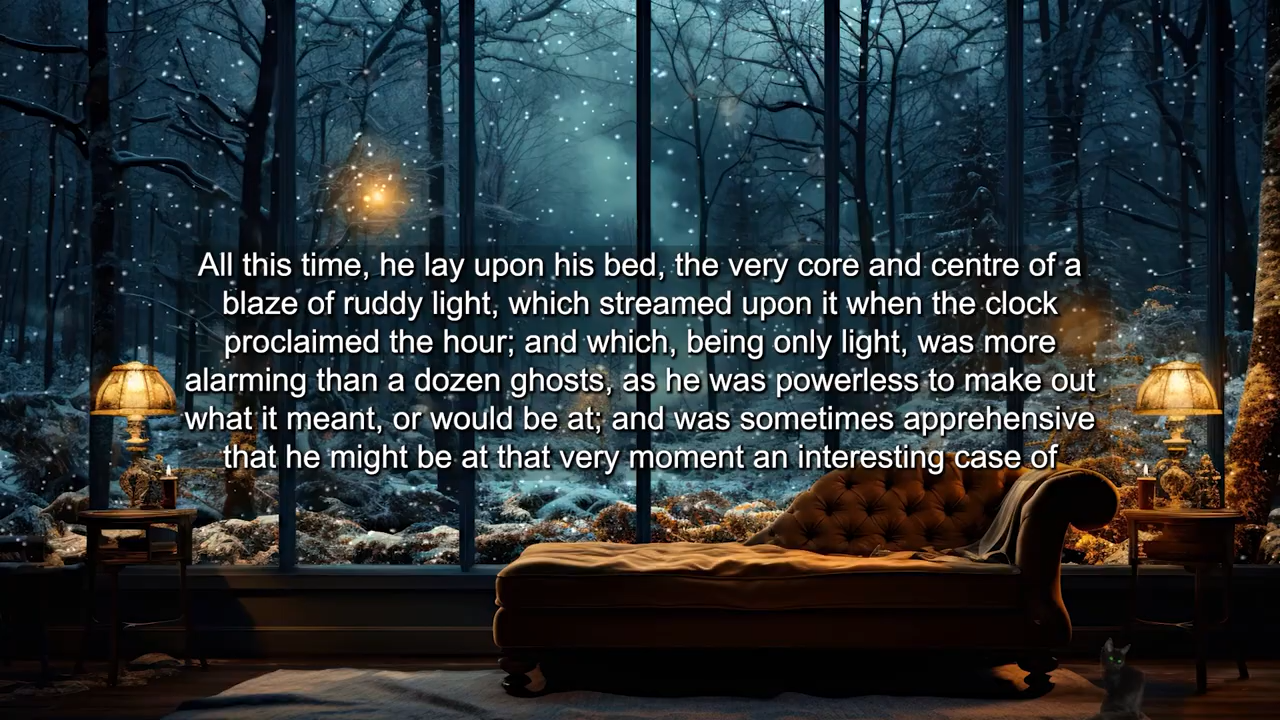 All this time, he lay upon his bed, the very core and centre of a
blaze of ruddy light, which streamed upon it when the clock
proclaimed the hour; and which, being only light, was more
alarming than a dozen ghosts, as he was powerless to make out
what it meant, or would be at; and was sometimes apprehensive
that he might be at that very moment an interesting case of